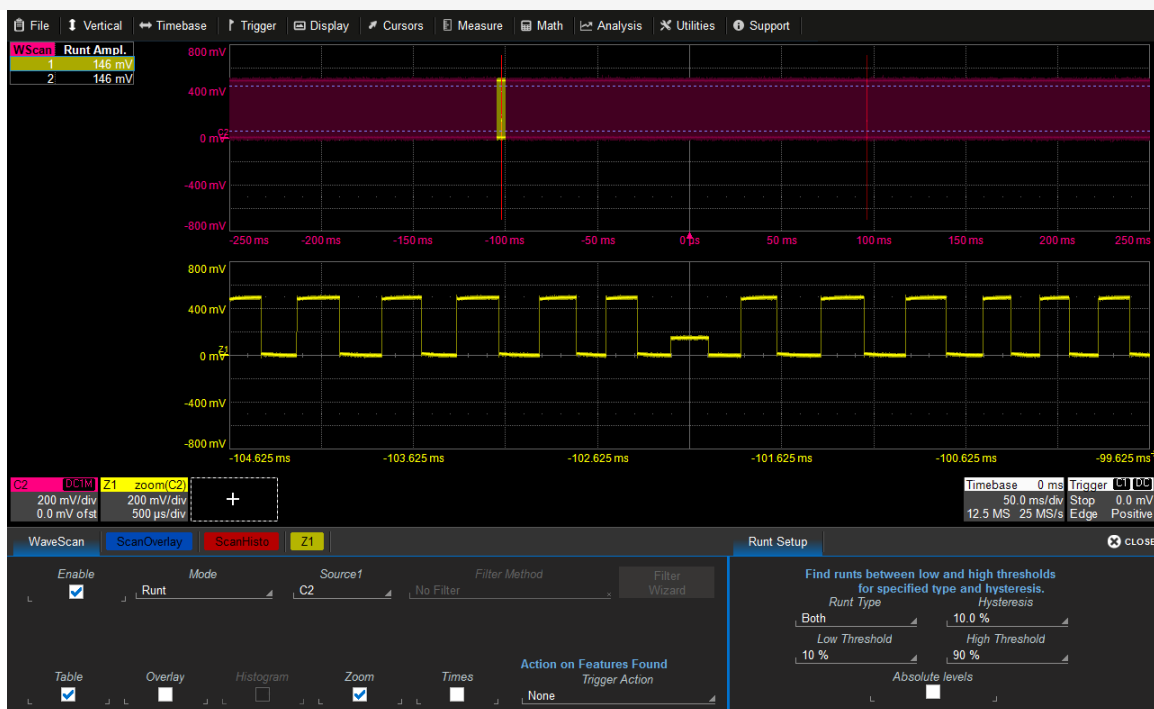 File Vertical Timebase Trigger Display Cursors Measure Math Analysis Utilities Support
WScan Runt Ampl.
1 146 mV
2 146 mV
800 mV
400 mV
C2
0 mV
-400 mV
-800 mV
-250 ms -200 ms -150 ms -100 ms -50 ms 0 µs 50 ms 100 ms 150 ms 200 ms 250 ms
800 mV
400 mV
Z1
0 mV
-400 mV
-800 mV
-104.625 ms -103.625 ms -102.625 ms -101.625 ms -100.625 ms -99.625 ms
C2 DC1M Z1 zoom(C2)
200 mV/div 200 mV/div
0.0 mV ofst 500 µs/div
+
Timebase 0 ms Trigger C1 DC
50.0 ms/div Stop 0.0 mV
12.5 MS 25 MS/s Edge Positive
WaveScan ScanOverlay ScanHisto Z1 Runt Setup CLOSE
Enable Mode Source1 Filter Method
Runt C2 No Filter
Filter
Wizard
Find runts between low and high thresholds
for specified type and hysteresis.
Runt Type Hysteresis
Both 10.0 %
Low Threshold High Threshold
10 % 90 %
Absolute levels
Action on Features Found
Table Overlay Histogram Zoom Times Trigger Action
None